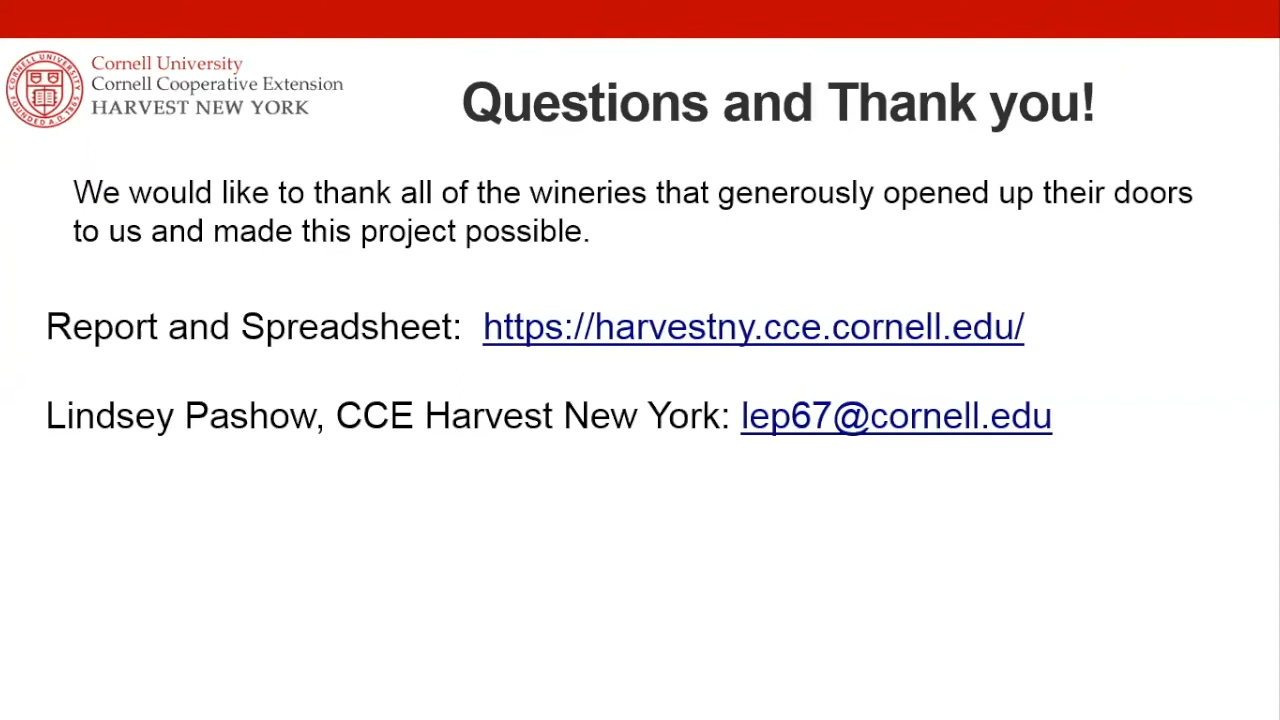 Cornell University
Cornell Cooperative Extension
HARVEST NEW YORK
Questions and Thank you!
We would like to thank all of the wineries that generously opened up their doors
to us and made this project possible.
Report and Spreadsheet: https://harvestny.cce.cornell.edu/
Lindsey Pashow, CCE Harvest New York: lep67@cornell.edu